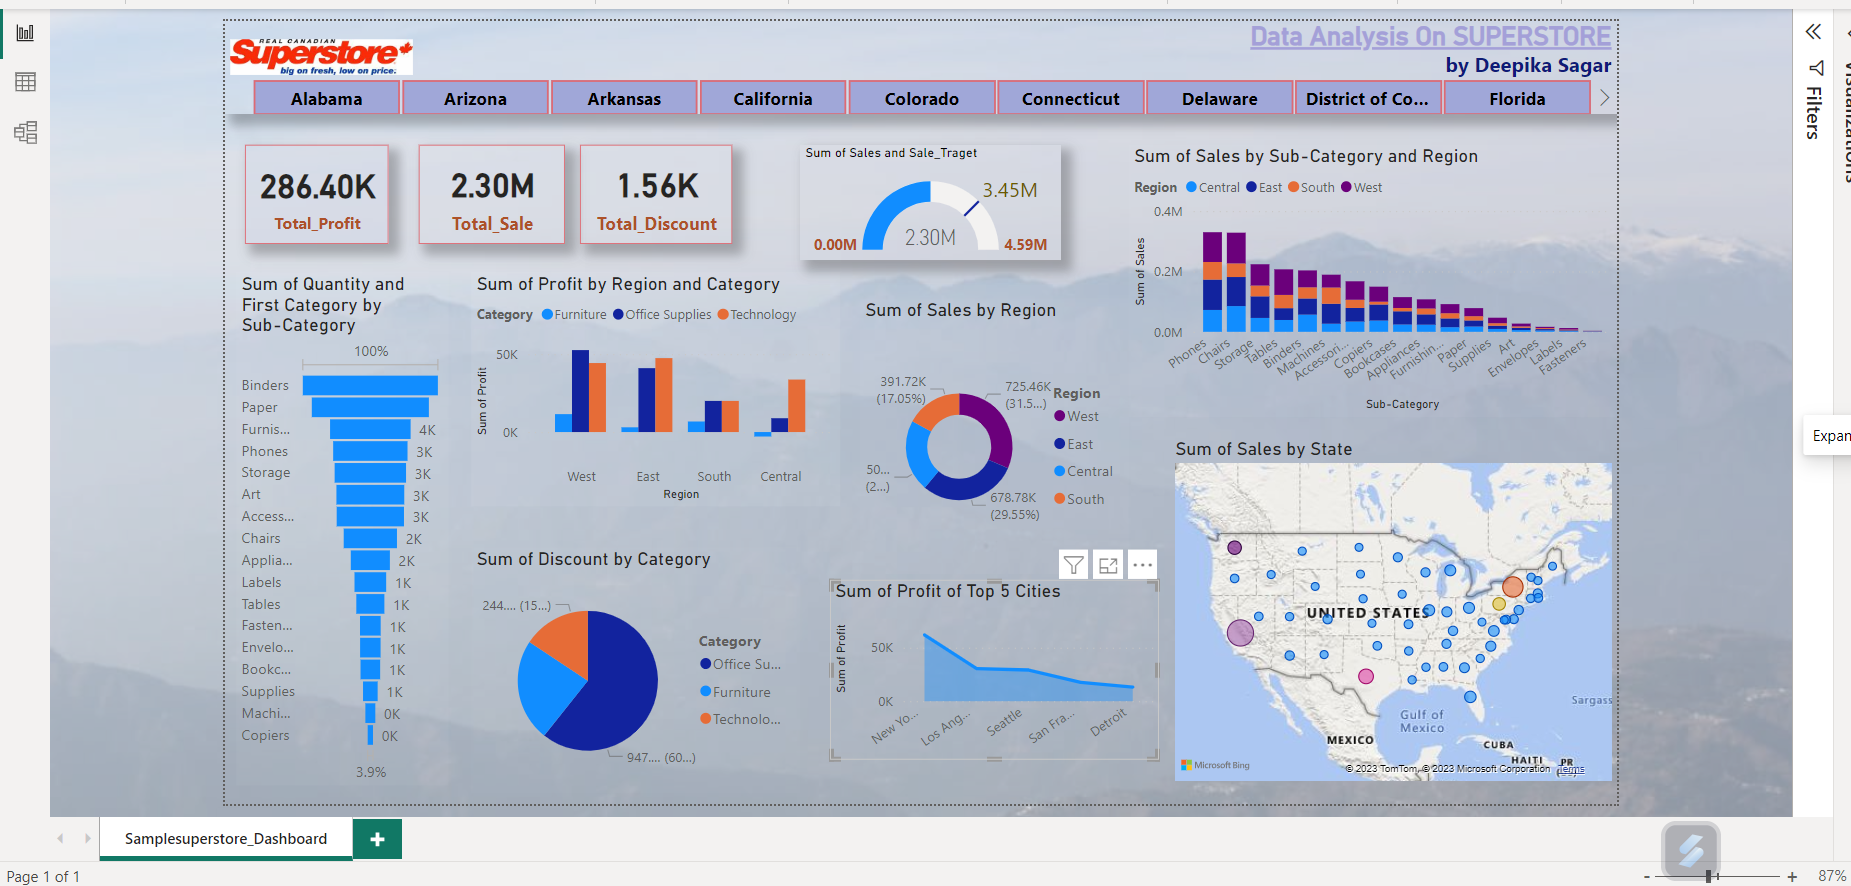 REAL CANADIAN
Superstore
big on fresh, low on price.
Data Analysis On SUPERSTORE
by Deepika Sagar
Alabama
Arizona
Arkansas
California
Colorado
Connecticut
Delaware
District of Co...
Florida
Filters
286.40K
Total_Profit
2.30M
Total_Sale
1.56K
Total_Discount
Sum of Sales and Sale_Traget
3.45M
0.00M
2.30M
4.59M
Sum of Sales by Sub-Category and Region
Region Central East South West
0.4M
0.2M
0.0M
Sum of Sales
Phones
Chairs
Storage
Tables
Binders
Machines
Accessori...
Copiers
Bookcases
Appliances
Furnishin...
Paper
Supplies
Art
Envelopes
Labels
Fasteners
Sub-Category
Sum of Quantity and
First Category by
Sub-Category
100%
Binders
Paper
Furnis... 4K
Phones 3K
Storage 3K
Art 3K
Access... 3K
Chairs 2K
Applia... 2K
Labels 1K
Tables 1K
Fasten... 1K
Envelo... 1K
Bookc... 1K
Supplies 1K
Machi... 0K
Copiers 0K
3.9%
Sum of Profit by Region and Category
Category Furniture Office Supplies Technology
50K
0K
Sum of Profit
West
East
South
Central
Region
Sum of Sales by Region
391.72K
(17.05%)
725.46K
(31.5...)
50...
(2...)
678.78K
(29.55%)
Region
West
East
Central
South
Sum of Discount by Category
244.... (15...)
947.... (60...)
Category
Office Su...
Furniture
Technolo...
Sum of Profit of Top 5 Cities
50K
0K
Sum of Profit
New Yo...
Los Ang...
Seattle
San Fra...
Detroit
Sum of Sales by State
UNITED STATES
MEXICO
Gulf of
Mexico
CUBA
HAITI
PR
Sargass
Microsoft Bing
© 2023 TomTom, © 2023 Microsoft Corporation Terms
Expan
Samplesuperstore_Dashboard
Page 1 of 1
- + 87%